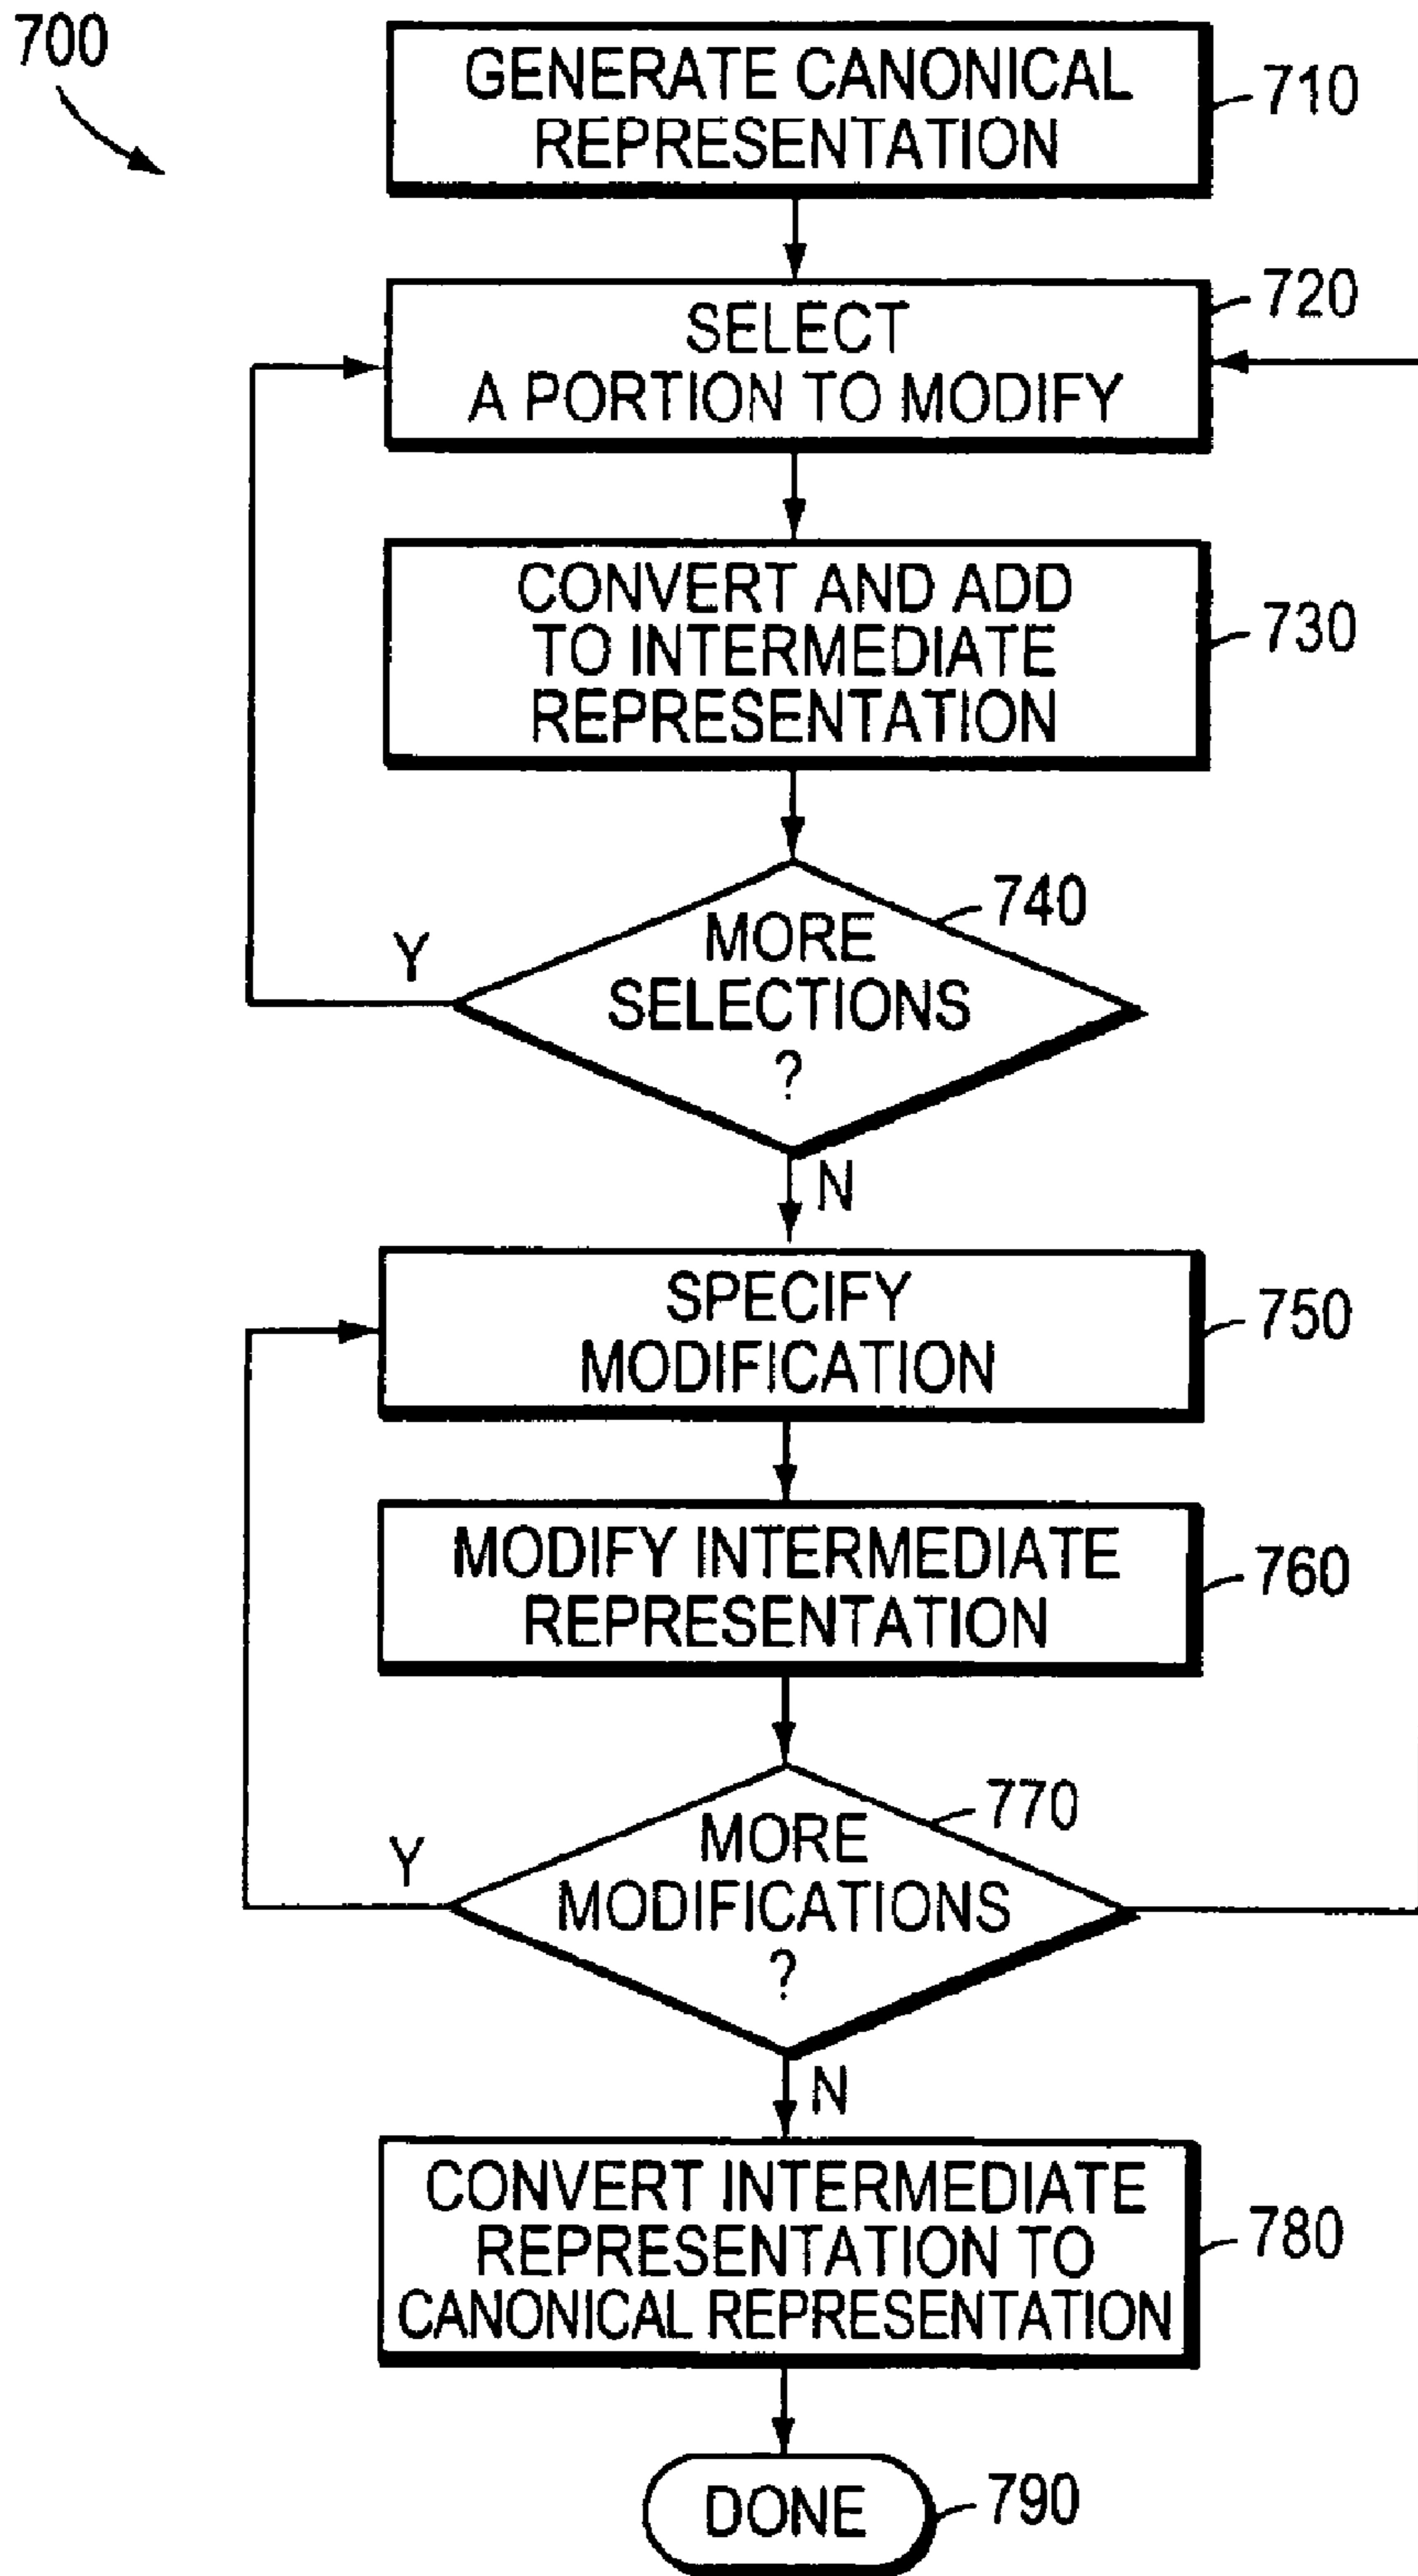 700
GENERATE CANONICAL
REPRESENTATION
710
SELECT
A PORTION TO MODIFY
720
CONVERT AND ADD
TO INTERMEDIATE
REPRESENTATION
730
MORE
SELECTIONS
?
740
Y
N
SPECIFY
MODIFICATION
750
MODIFY INTERMEDIATE
REPRESENTATION
760
MORE
MODIFICATIONS
?
770
Y
N
CONVERT INTERMEDIATE
REPRESENTATION TO
CANONICAL REPRESENTATION
780
DONE
790